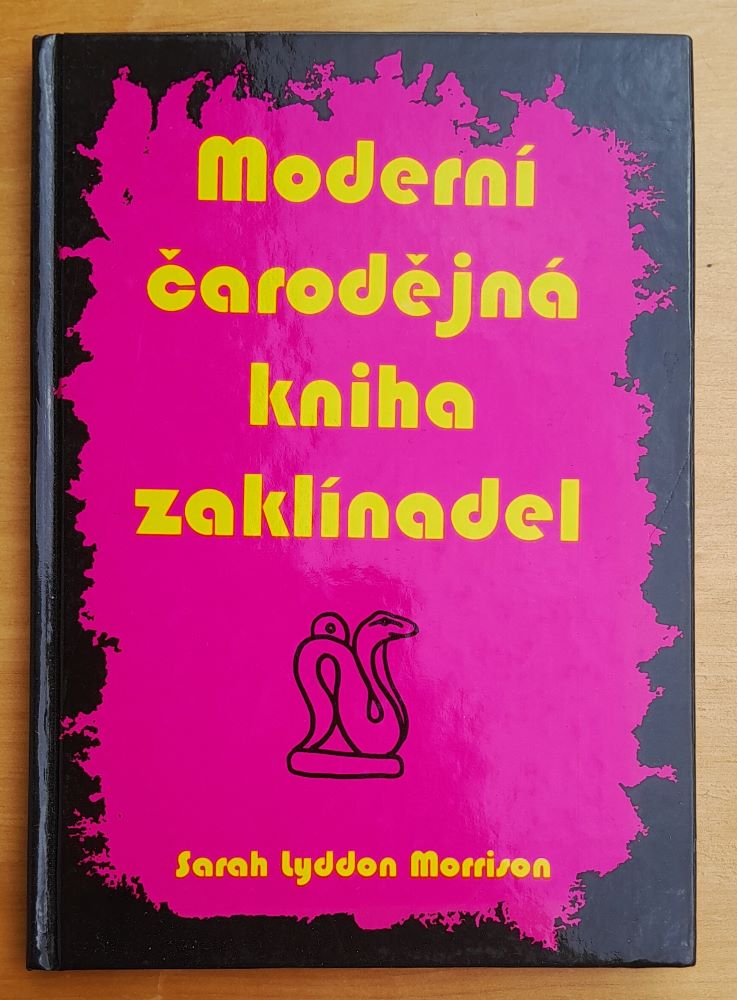 Moderní
čarodějná
kniha
zaklínadel
Sarah Lyddon Morrison